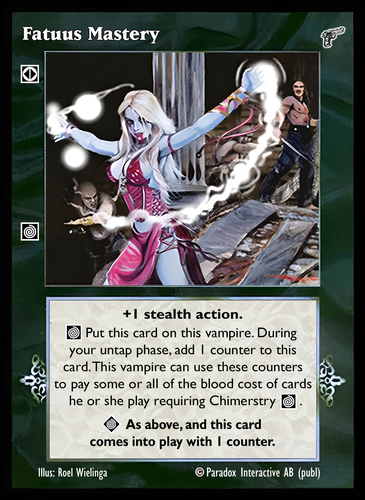 Fatuus Mastery
+1 stealth action.
Put this card on this vampire. During
your untap phase, add 1 counter to this
card. This vampire can use these counters
to pay some or all of the blood cost of cards
he or she play requiring Chimerstry .
As above, and this card
comes into play with 1 counter.
Illus: Roel Wielinga © Paradox Interactive AB (publ)